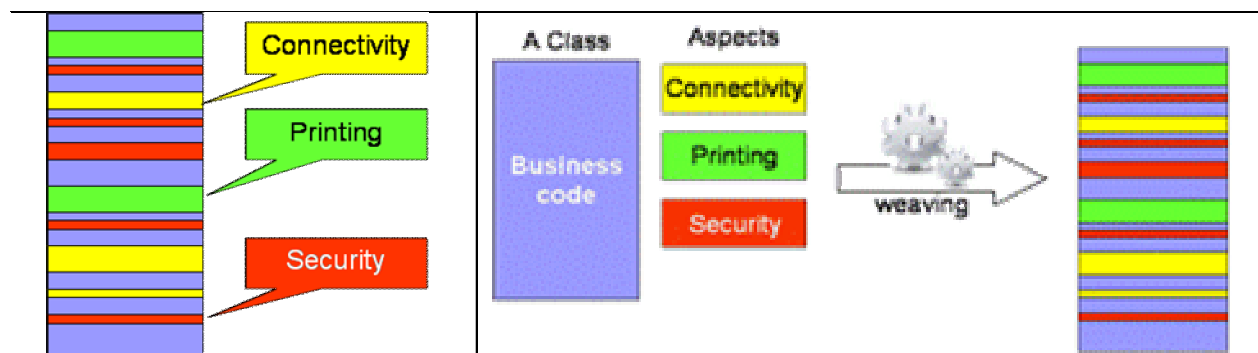 Connectivity
Printing
Security
A Class
Aspects
Business
code
Connectivity
Printing
Security
weaving